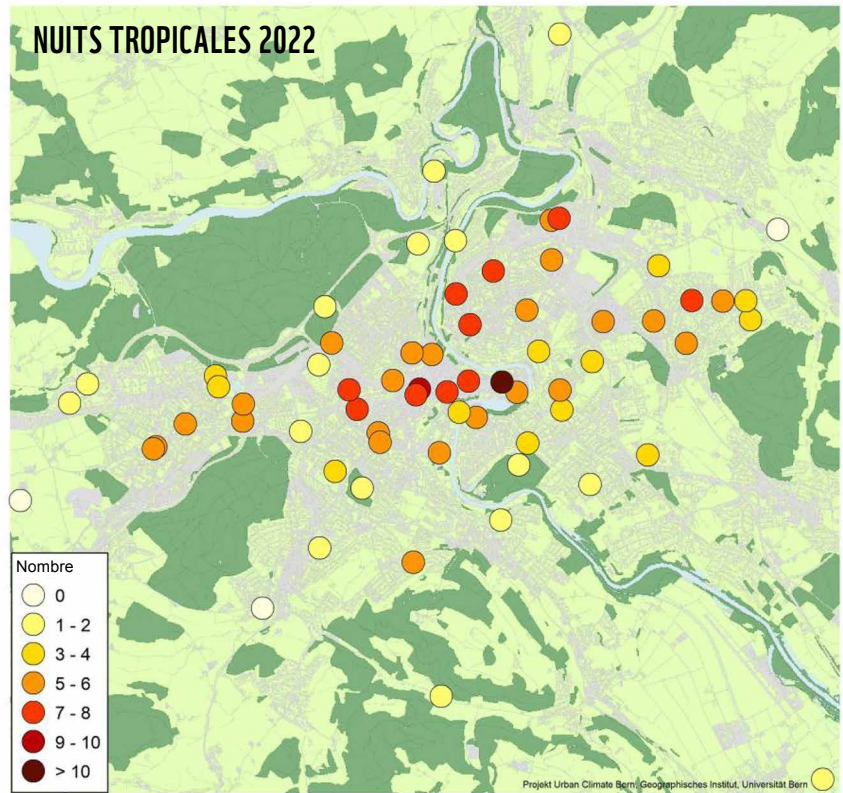 NUITS TROPICALES 2022
Nombre
0
1 - 2
3 - 4
5 - 6
7 - 8
9 - 10
> 10
Projekt Urban Climate Bern, Geographisches Institut, Universität Bern